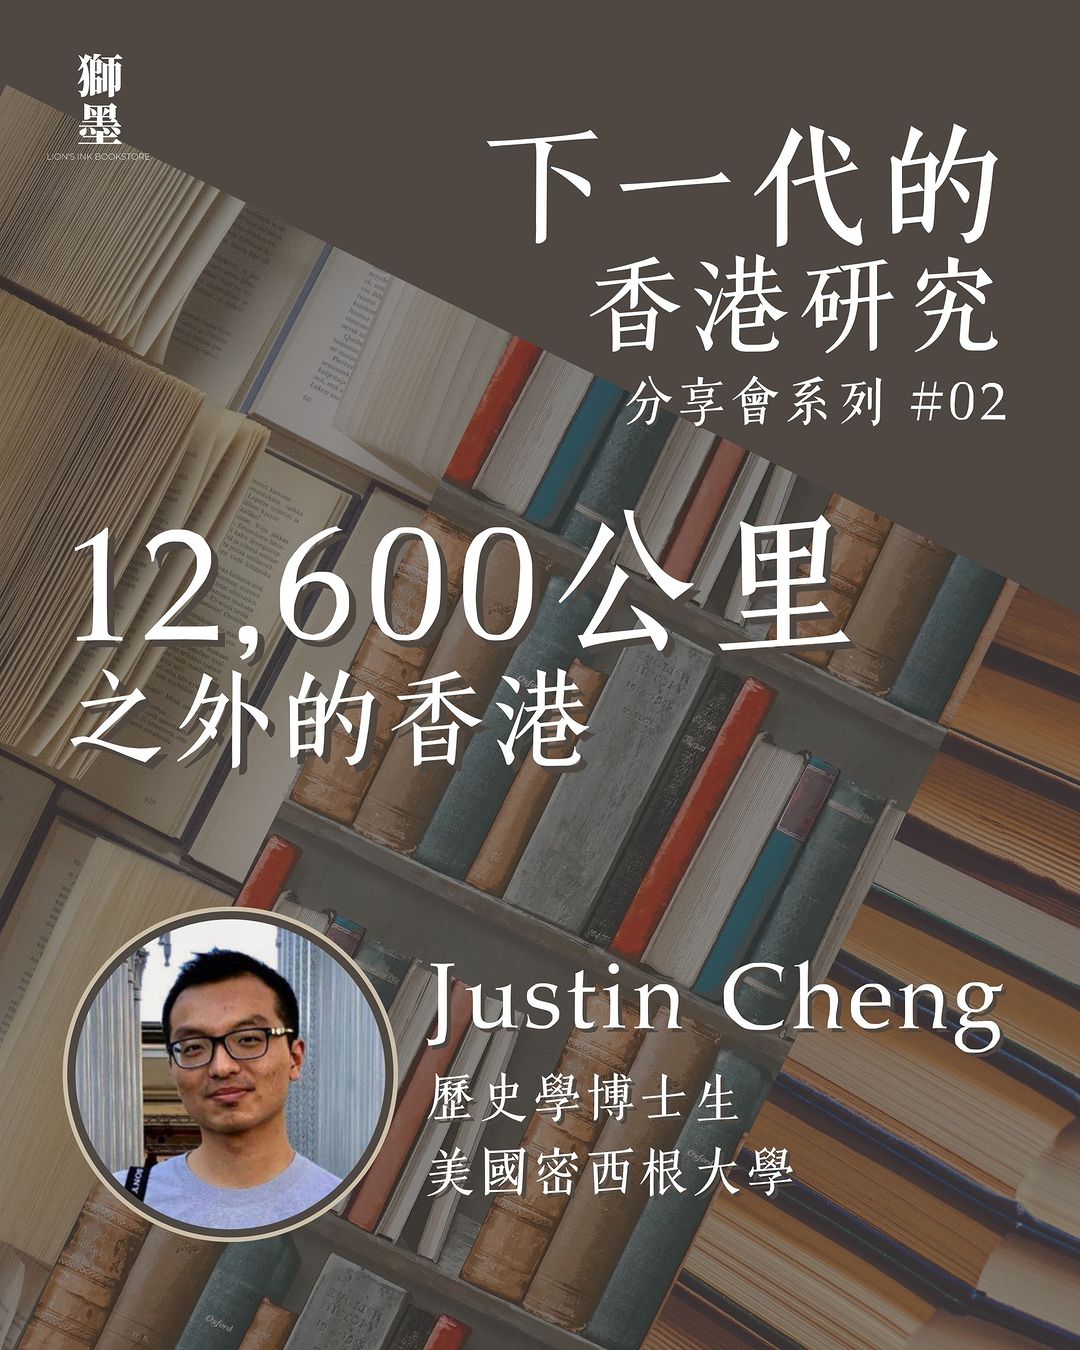 獅墨
LION'S INK BOOKSTORE
下一代的
香港研究
分享會系列 #02
12,600公里
之外的香港
Justin Cheng
歷史學博士生
美國密西根大學